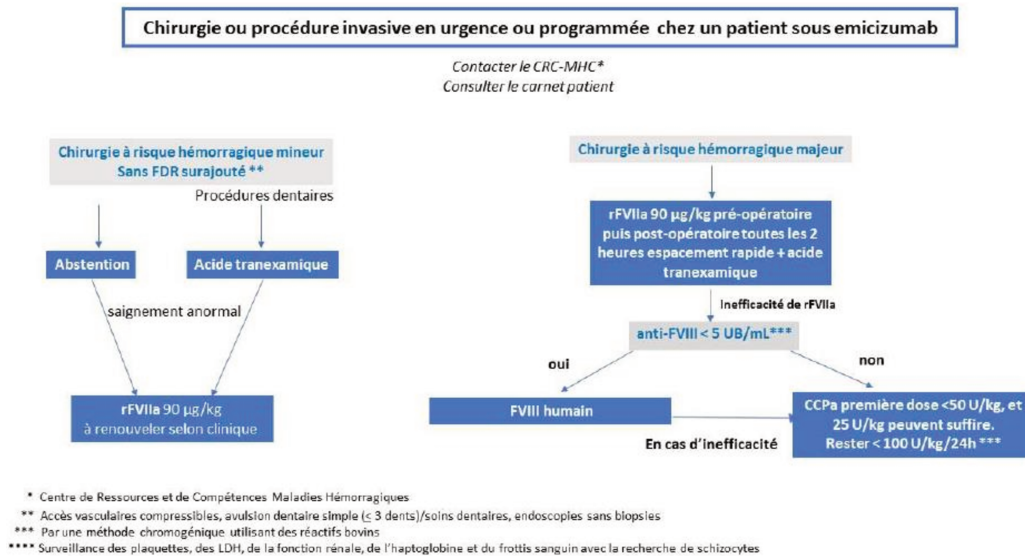 Chirurgie ou procédure invasive en urgence ou programmée chez un patient sous emicizumab
Contacter le CRC-MHC*
Consulter le carnet patient
Chirurgie à risque hémorragique mineur
Sans FDR surajouté **
Procédures dentaires
Abstention
Acide tranexamique
saignement anormal
rFVIIa 90 µg/kg
à renouveler selon clinique
Chirurgie à risque hémorragique majeur
rFVIIa 90 µg/kg pré-opératoire
puis post-opératoire toutes les 2
heures espacement rapide + acide
tranexamique
Inefficacité de rFVIIa
anti-FVIII < 5 UB/mL***
oui
non
FVIII humain
En cas d'inefficacité
CCPa première dose <50 U/kg, et
25 U/kg peuvent suffire.
Rester < 100 U/kg/24h ***
* Centre de Ressources et de Compétences Maladies Hémorragiques
** Accès vasculaires compressibles, avulsion dentaire simple (≤ 3 dents)/soins dentaires, endoscopies sans biopsies
*** Par une méthode chromogénique utilisant des réactifs bovins
**** Surveillance des plaquettes, des LDH, de la fonction rénale, de l'haptoglobine et du frottis sanguin avec la recherche de schizocytes